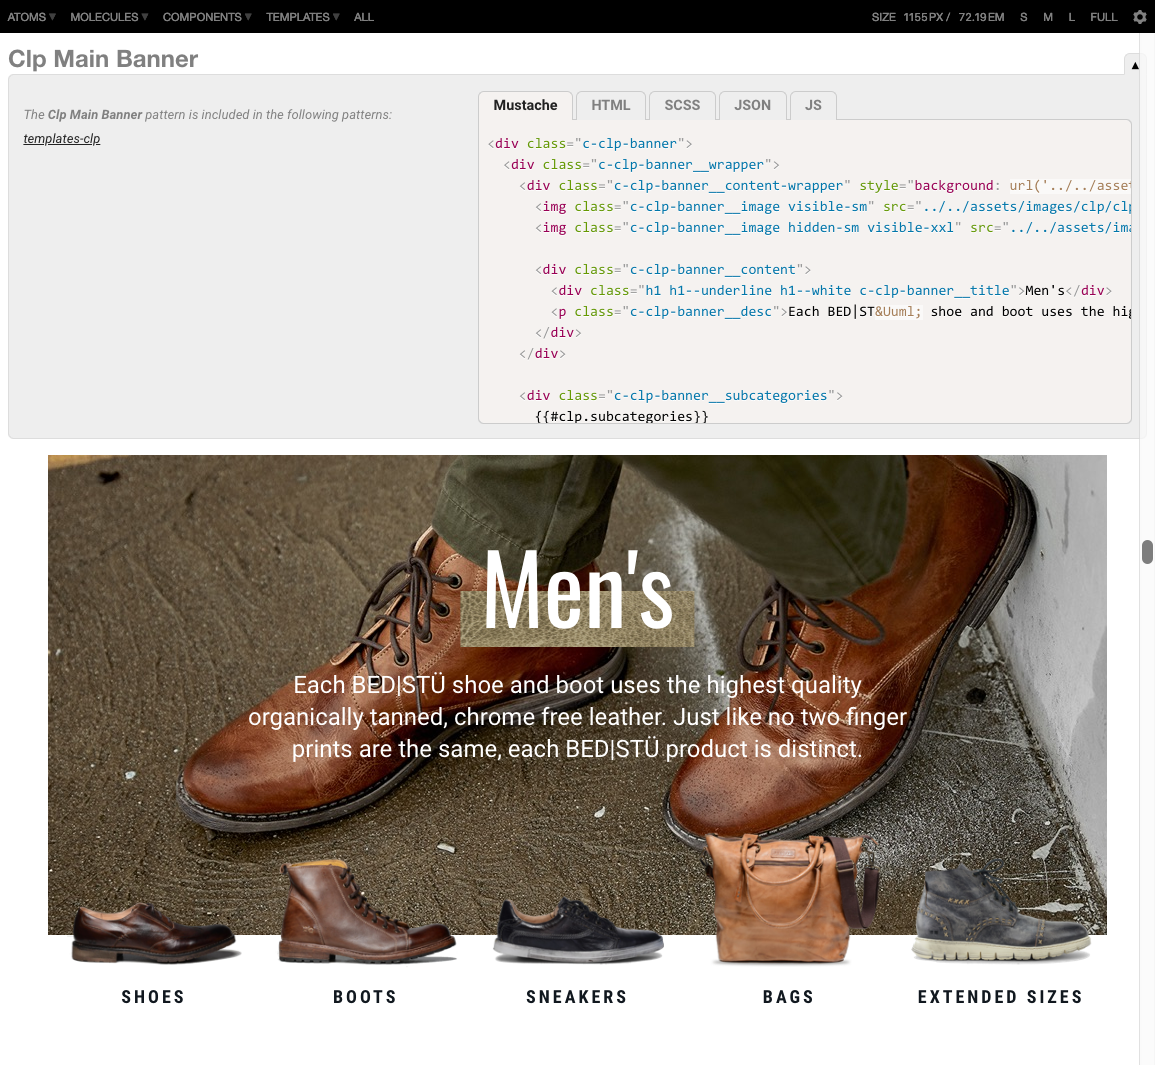 ATOMS ▾ MOLECULES ▾ COMPONENTS ▾ TEMPLATES ▾ ALL SIZE 1155PX / 72.19EM S M L FULL
Clp Main Banner
▲
The Clp Main Banner pattern is included in the following patterns:
templates-clp
Mustache HTML SCSS JSON JS
<div class="c-clp-banner">
<div class="c-clp-banner__wrapper">
<div class="c-clp-banner__content-wrapper" style="background: url('../../asset
<img class="c-clp-banner__image visible-sm" src="../../assets/images/clp/clp
<img class="c-clp-banner__image hidden-sm visible-xxl" src="../../assets/ima
<div class="c-clp-banner__content">
<div class="h1 h1--underline h1--white c-clp-banner__title">Men's</div>
<p class="c-clp-banner__desc">Each BED|ST&Uuml; shoe and boot uses the hig
</div>
</div>
<div class="c-clp-banner__subcategories">
{{#clp.subcategories}}
Men's
Each BED|STÜ shoe and boot uses the highest quality
organically tanned, chrome free leather. Just like no two finger
prints are the same, each BED|STÜ product is distinct.
SHOES BOOTS SNEAKERS BAGS EXTENDED SIZES